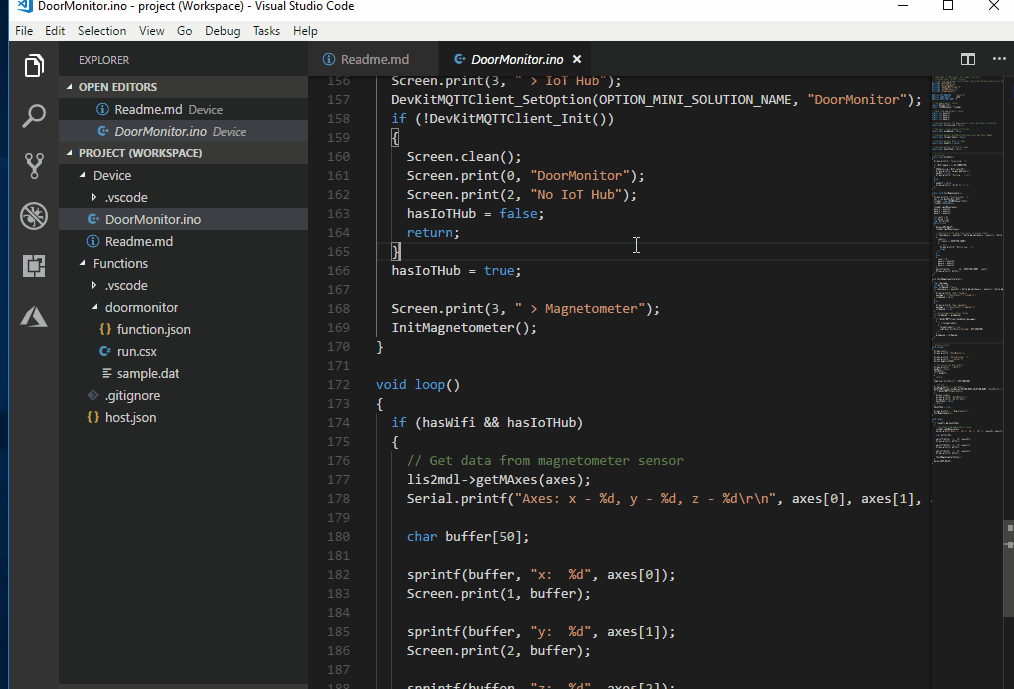 DoorMonitor.ino - project (Workspace) - Visual Studio Code
File Edit Selection View Go Debug Tasks Help
EXPLORER
OPEN EDITORS
Readme.md Device
DoorMonitor.ino Device
PROJECT (WORKSPACE)
Device
.vscode
DoorMonitor.ino
Readme.md
Functions
.vscode
doormonitor
{} function.json
run.csx
sample.dat
.gitignore
{} host.json
Readme.md
DoorMonitor.ino
156 Screen.print(3, " > IoT Hub");
157 DevKitMQTTClient_SetOption(OPTION_MINI_SOLUTION_NAME, "DoorMonitor");
158 if (!DevKitMQTTClient_Init())
159 {
160 Screen.clean();
161 Screen.print(0, "DoorMonitor");
162 Screen.print(2, "No IoT Hub");
163 hasIoTHub = false;
164 return;
165 }
166 hasIoTHub = true;
167
168 Screen.print(3, " > Magnetometer");
169 InitMagnetometer();
170 }
171
172 void loop()
173 {
174 if (hasWifi && hasIoTHub)
175 {
176 // Get data from magnetometer sensor
177 lis2mdl->getMAxes(axes);
178 Serial.printf("Axes: x - %d, y - %d, z - %d\r\n", axes[0], axes[1],
179
180 char buffer[50];
181
182 sprintf(buffer, "x:  %d", axes[0]);
183 Screen.print(1, buffer);
184
185 sprintf(buffer, "y:  %d", axes[1]);
186 Screen.print(2, buffer);
187
188 sprintf(buffer, "z:  %d", axes[2]);